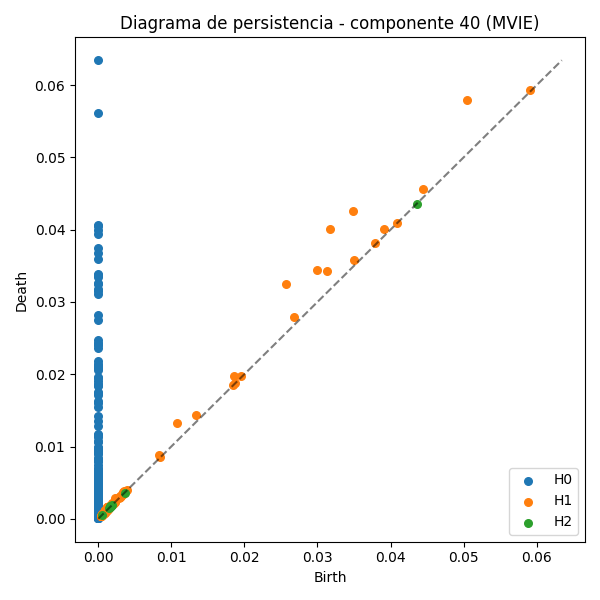 Diagrama de persistencia - componente 40 (MVIE)
Death
0.06
0.05
0.04
0.03
0.02
0.01
0.00
0.00 0.01 0.02 0.03 0.04 0.05 0.06
Birth
H0
H1
H2